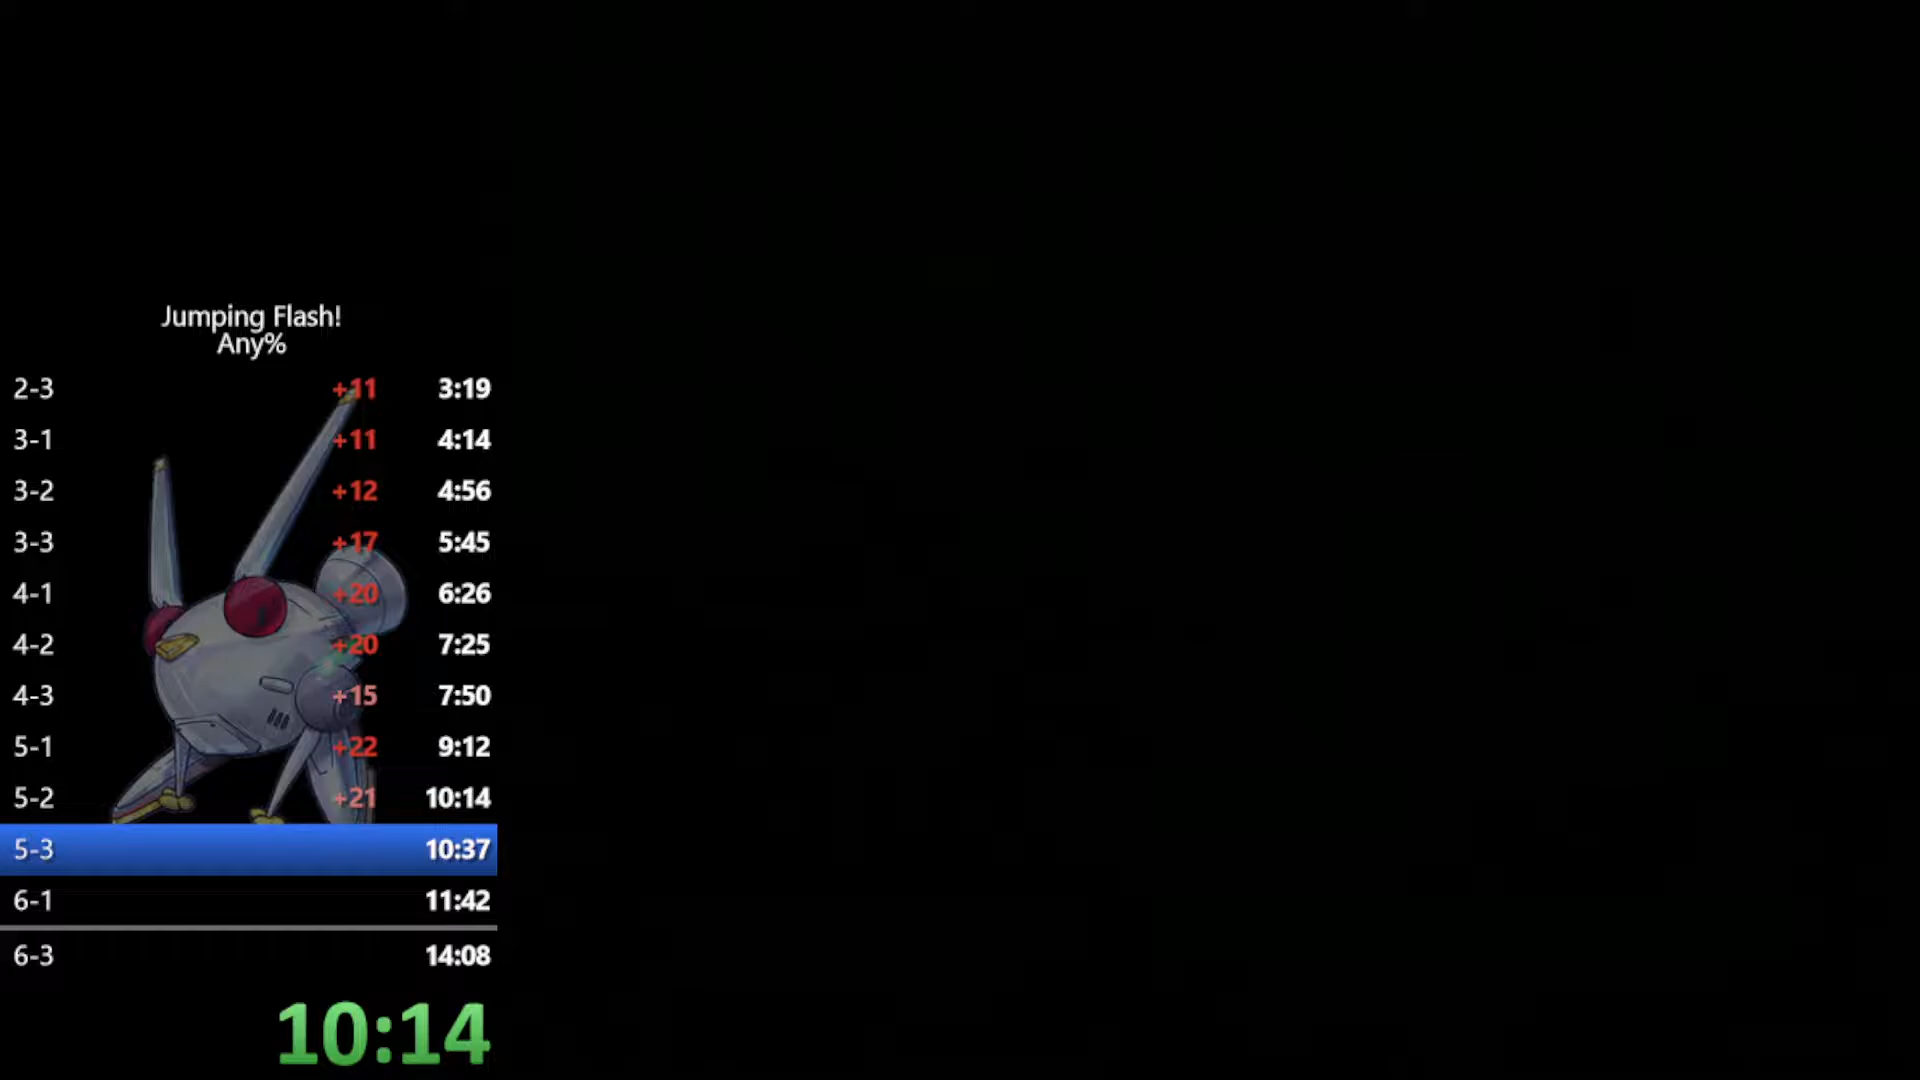 Jumping Flash!
Any%
2-3 +11 3:19
3-1 +11 4:14
3-2 +12 4:56
3-3 +17 5:45
4-1 +20 6:26
4-2 +20 7:25
4-3 +15 7:50
5-1 +22 9:12
5-2 +21 10:14
5-3 10:37
6-1 11:42
6-3 14:08
10:14